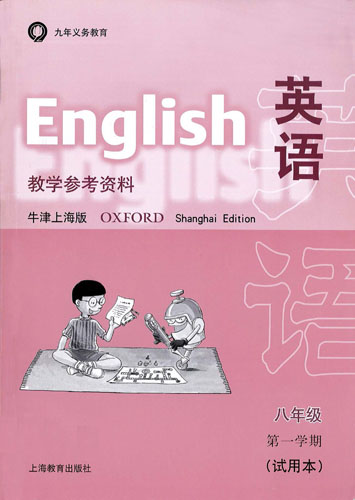 九年义务教育
English
英语
教学参考资料
牛津上海版 OXFORD Shanghai Edition
八年级
第一学期
(试用本)
上海教育出版社